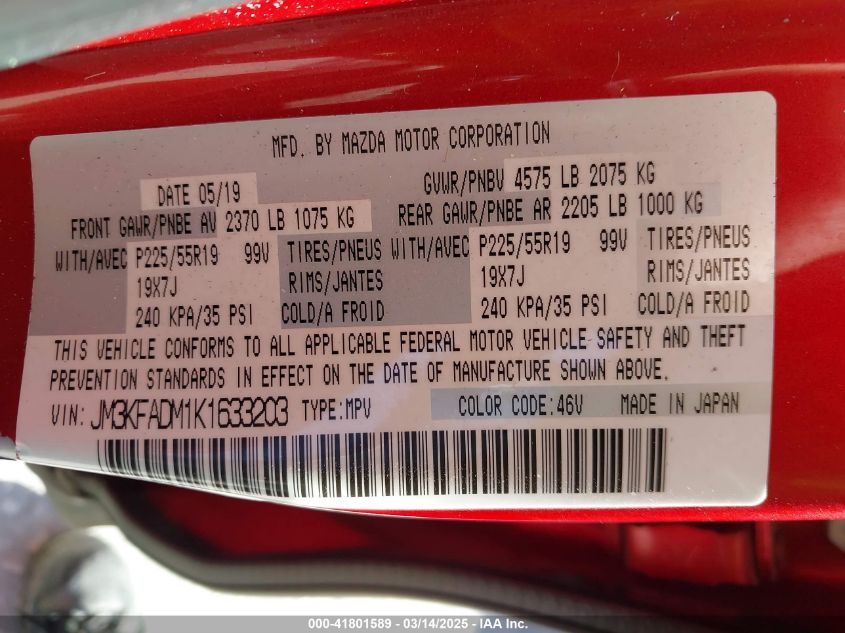 MFD. BY MAZDA MOTOR CORPORATION
DATE 05/19 GVWR/PNBV 4575 LB 2075 KG
FRONT GAWR/PNBE AV 2370 LB 1075 KG REAR GAWR/PNBE AR 2205 LB 1000 KG
WITH/AVEC P225/55R19 99V TIRES/PNEUS WITH/AVEC P225/55R19 99V TIRES/PNEUS
19X7J RIMS/JANTES 19X7J RIMS/JANTES
240 KPA/35 PSI COLD/A FROID 240 KPA/35 PSI COLD/A FROID
THIS VEHICLE CONFORMS TO ALL APPLICABLE FEDERAL MOTOR VEHICLE SAFETY AND THEFT
PREVENTION STANDARDS IN EFFECT ON THE DATE OF MANUFACTURE SHOWN ABOVE.
VIN: JM3KFADM1K1633203 TYPE:MPV COLOR CODE:46V MADE IN JAPAN
000-41801589 - 03/14/2025 - IAA Inc.